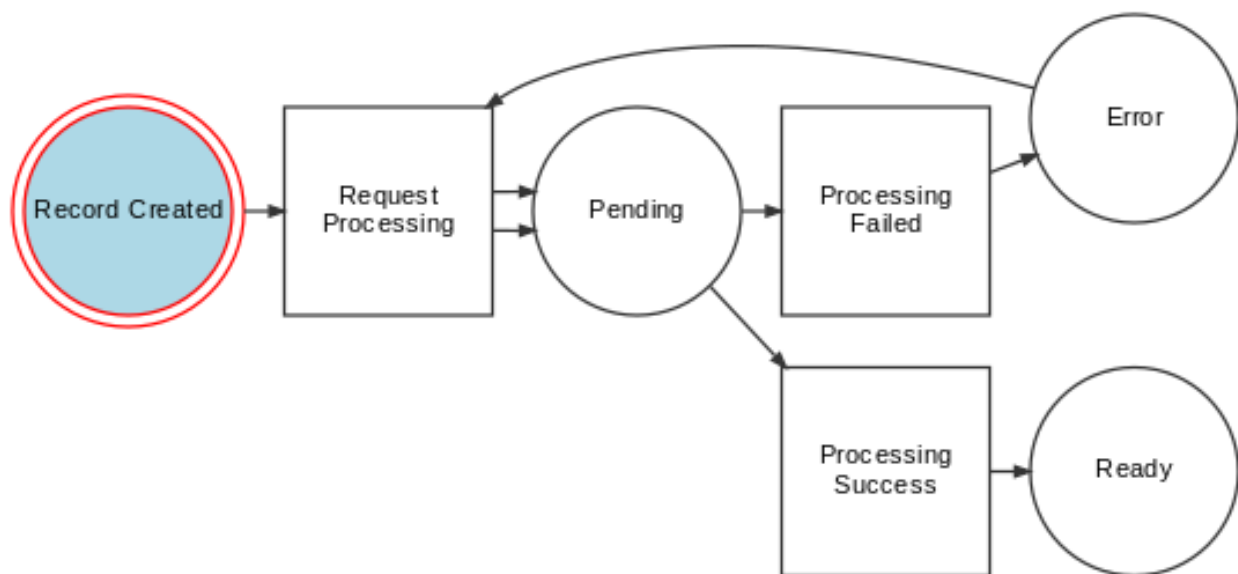 Record Created
Request
Processing
Pending
Processing
Failed
Error
Processing
Success
Ready